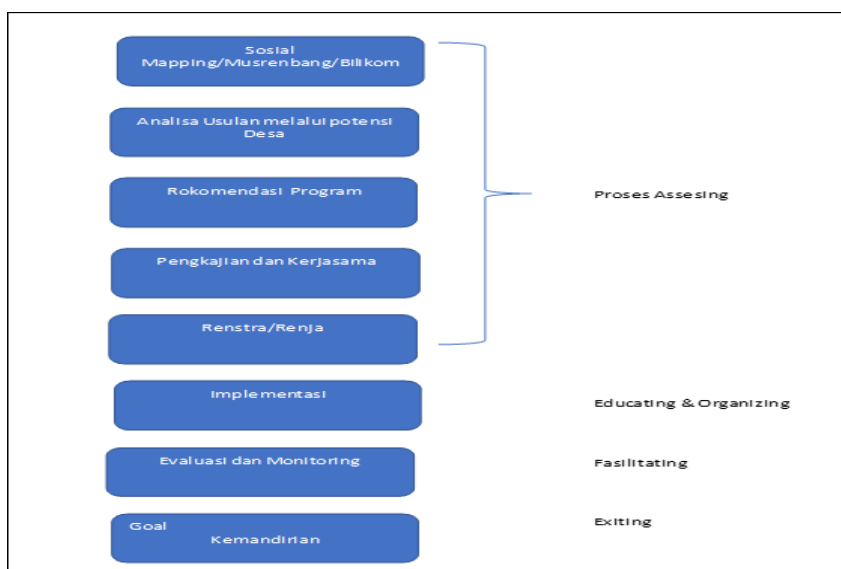 Sosial
Mapping/Musrenbang/Bilikom
Analisa Usulan melalui potensi
Desa
Rokomendasi Program
Proses Assesing
Pengkajian dan Kerjasama
Renstra/Renja
Implementasi
Educating & Organizing
Evaluasi dan Monitoring
Fasilitating
Goal
Kemandirian
Exiting